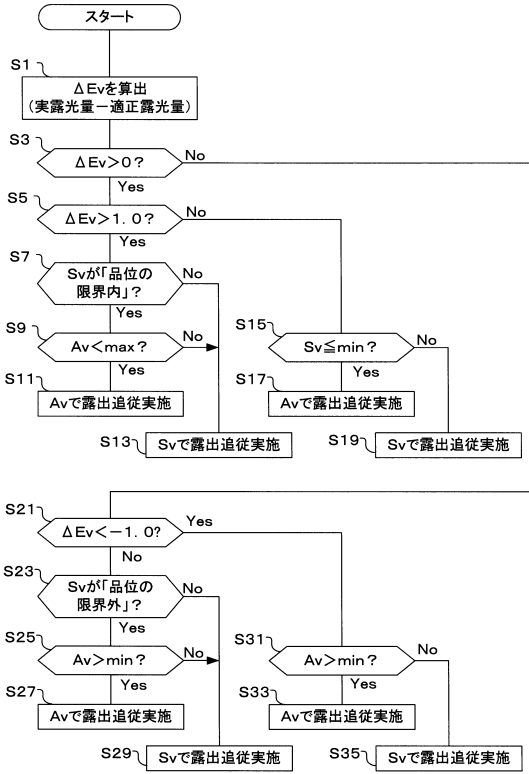 スタート
S1
ΔEvを算出
(実露光量－適正露光量)
S3
ΔEv>0?
No
Yes
S5
ΔEv>1.0?
No
Yes
S7
Svが「品位の
限界内」?
No
Yes
S9
Av<max?
No
Yes
S11
Avで露出追従実施
S13
Svで露出追従実施
S15
Sv≦min?
No
Yes
S17
Avで露出追従実施
S19
Svで露出追従実施
S21
ΔEv<－1.0?
Yes
No
S23
Svが「品位の
限界外」?
No
Yes
S25
Av>min?
No
Yes
S27
Avで露出追従実施
S29
Svで露出追従実施
S31
Av>min?
No
Yes
S33
Avで露出追従実施
S35
Svで露出追従実施